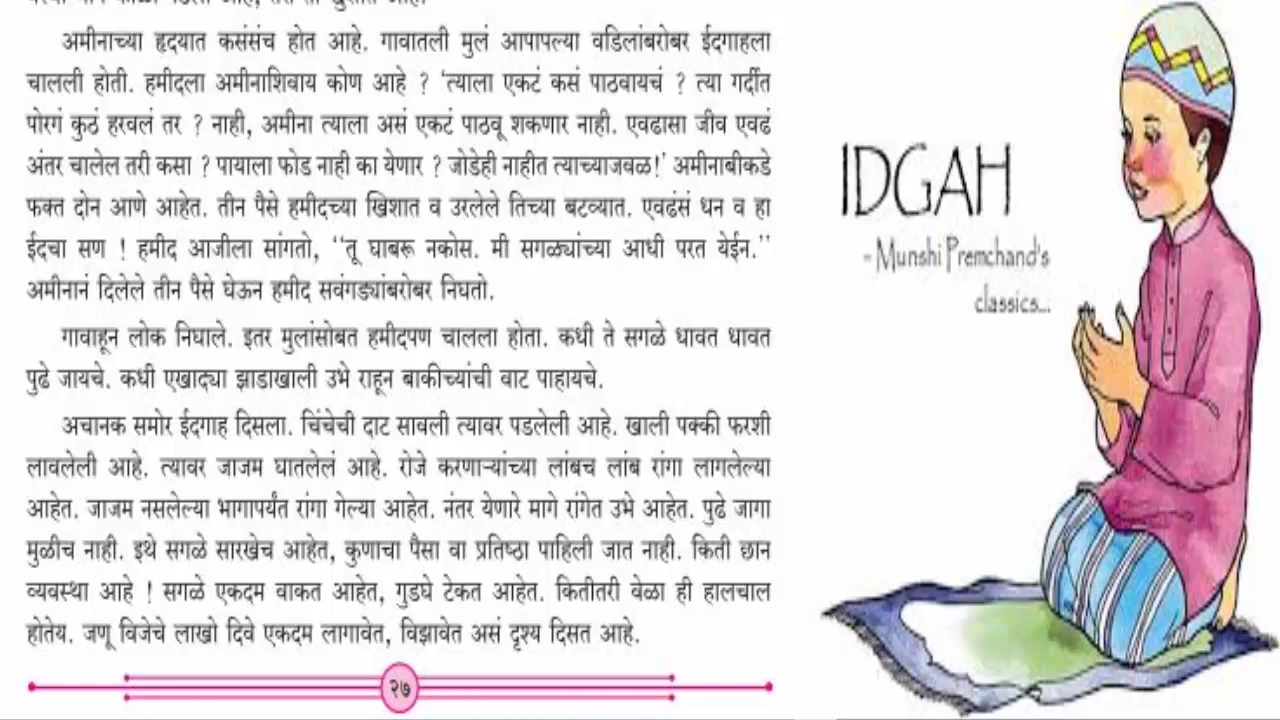 अमीनाच्या हृदयात कसंसंच होत आहे. गावातली मुलं आपापल्या वडिलांबरोबर ईदगाहला
चालली होती. हमीदला अमीनाशिवाय कोण आहे ? ‘त्याला एकटं कसं पाठवायचं ? त्या गर्दीत
पोरगं कुठं हरवलं तर ? नाही, अमीना त्याला असं एकटं पाठवू शकणार नाही. एवढासा जीव एवढं
अंतर चालेल तरी कसा ? पायाला फोड नाही का येणार ? जोडेही नाहीत त्याच्याजवळ!’ अमीनाबीकडे
फक्त दोन आणे आहेत. तीन पैसे हमीदच्या खिशात व उरलेले तिच्या बटव्यात. एवढंसं धन व हा
ईदचा सण ! हमीद आजीला सांगतो, ‘‘तू घाबरू नकोस. मी सगळ्यांच्या आधी परत येईन.’’
अमीनानं दिलेले तीन पैसे घेऊन हमीद सवंगड्यांबरोबर निघतो.
गावाहून लोक निघाले. इतर मुलांसोबत हमीदपण चालला होता. कधी ते सगळे धावत धावत
पुढे जायचे. कधी एखाद्या झाडाखाली उभे राहून बाकीच्यांची वाट पाहायचे.
अचानक समोर ईदगाह दिसला. चिंचेची दाट सावली त्यावर पडलेली आहे. खाली पक्की फरशी
लावलेली आहे. त्यावर जाजम घातलेलं आहे. रोजे करणाऱ्यांच्या लांबच लांब रांगा लागलेल्या
आहेत. जाजम नसलेल्या भागापर्यंत रांगा गेल्या आहेत. नंतर येणारे मागे रांगेत उभे आहेत. पुढे जागा
मुळीच नाही. इथे सगळे सारखेच आहेत, कुणाचा पैसा वा प्रतिष्ठा पाहिली जात नाही. किती छान
व्यवस्था आहे ! सगळे एकदम वाकत आहेत, गुडघे टेकत आहेत. कितीतरी वेळा ही हालचाल
होतेय. जणू विजेचे लाखो दिवे एकदम लागावेत, विझावेत असं दृश्य दिसत आहे.
२७
IDGAH
- Munshi Premchand's
classics...